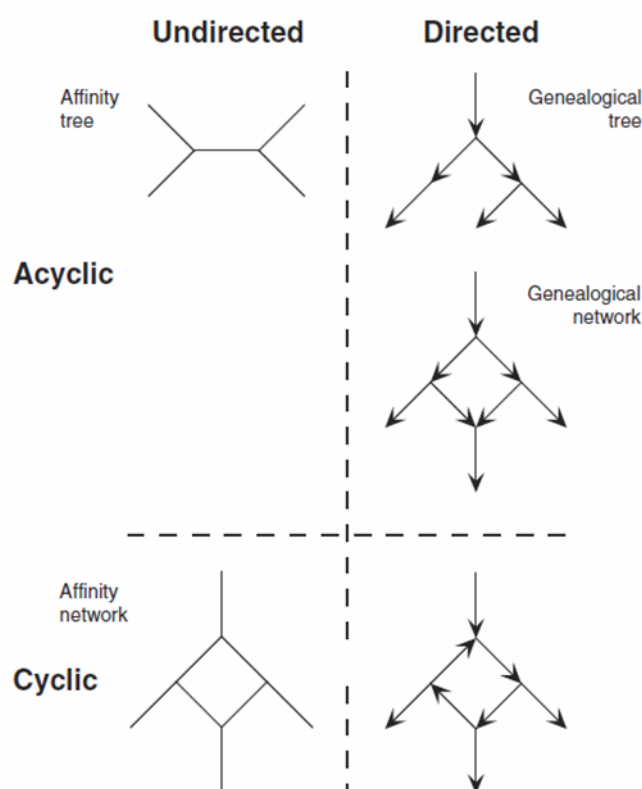 Undirected
Directed
Affinity
tree
Genealogical
tree
Acyclic
Genealogical
network
Affinity
network
Cyclic